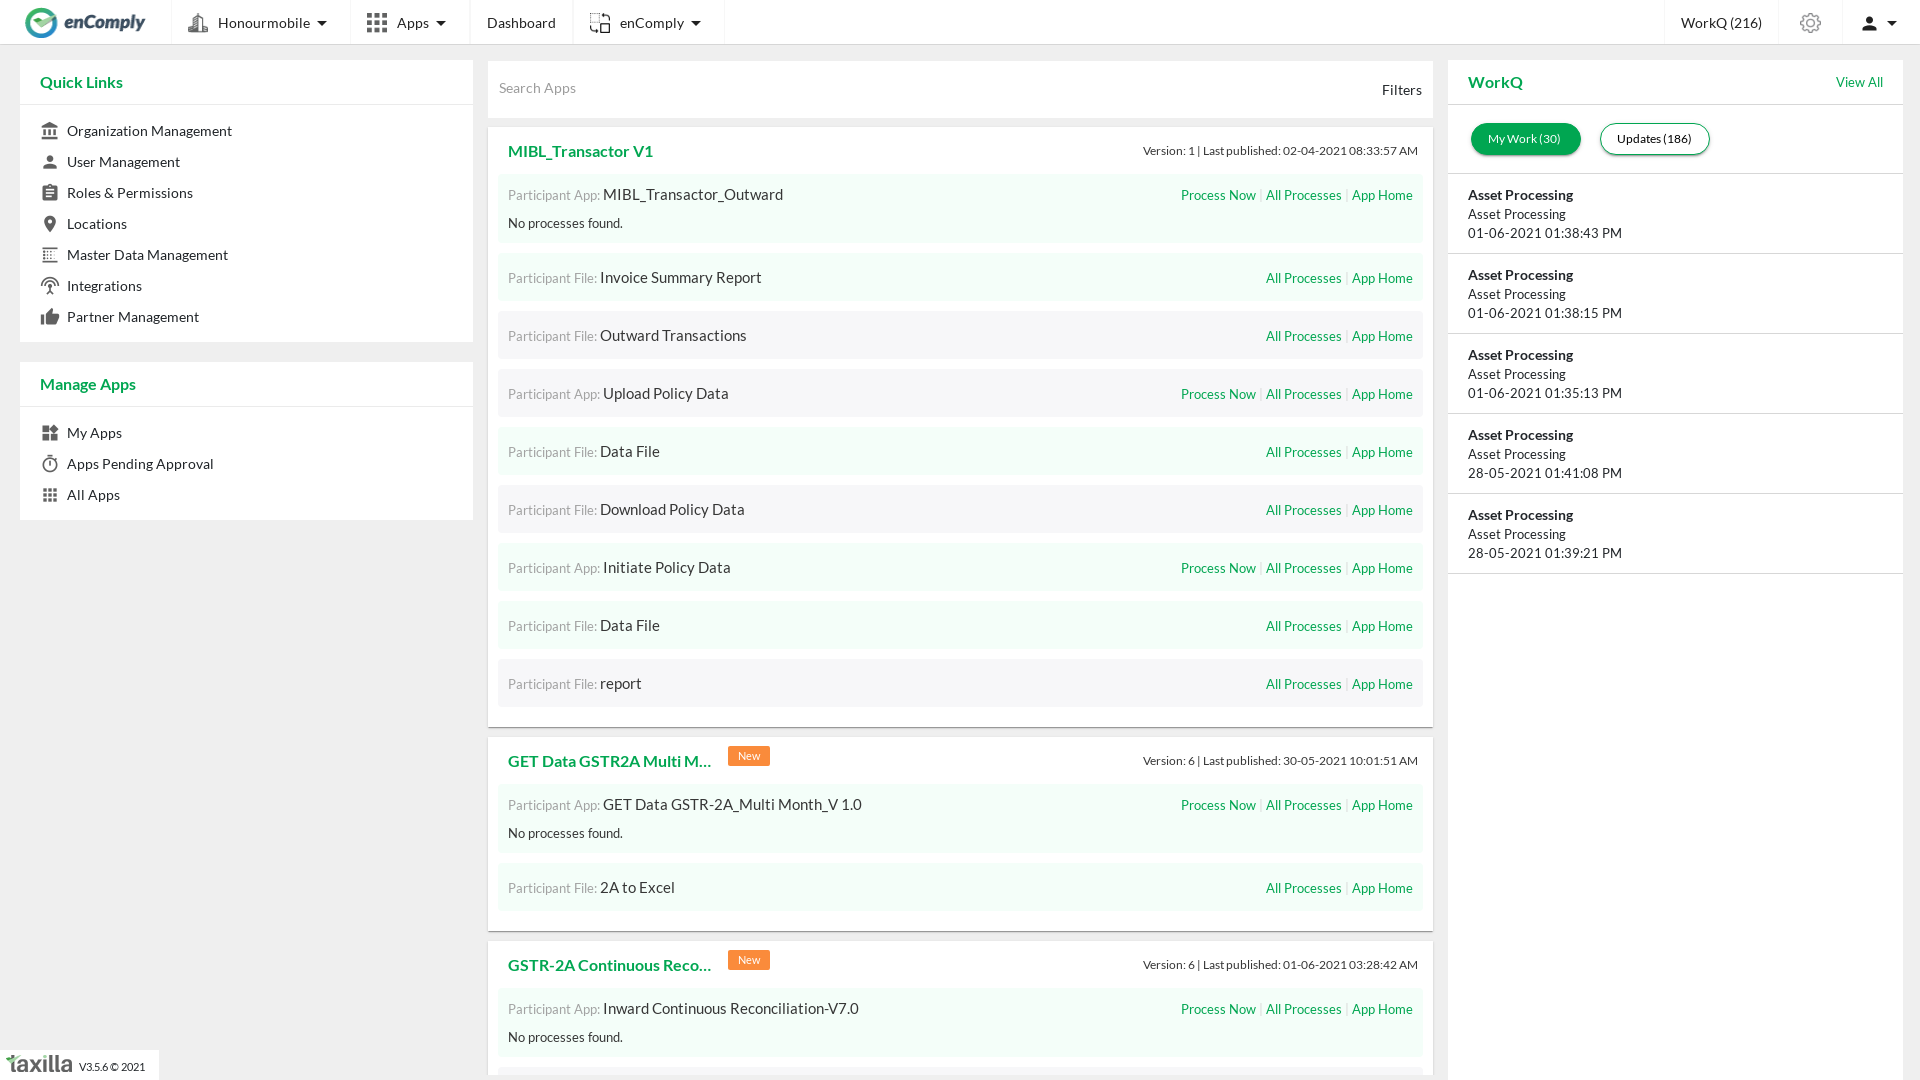 enComply Honourmobile Apps Dashboard enComply WorkQ (216)
Quick Links
Organization Management
User Management
Roles & Permissions
Locations
Master Data Management
Integrations
Partner Management
Manage Apps
My Apps
Apps Pending Approval
All Apps
Search Apps Filters
MIBL_Transactor V1 Version: 1 | Last published: 02-04-2021 08:33:57 AM
Participant App: MIBL_Transactor_Outward Process Now | All Processes | App Home
No processes found.
Participant File: Invoice Summary Report All Processes | App Home
Participant File: Outward Transactions All Processes | App Home
Participant App: Upload Policy Data Process Now | All Processes | App Home
Participant File: Data File All Processes | App Home
Participant File: Download Policy Data All Processes | App Home
Participant App: Initiate Policy Data Process Now | All Processes | App Home
Participant File: Data File All Processes | App Home
Participant File: report All Processes | App Home
GET Data GSTR2A Multi M... New Version: 6 | Last published: 30-05-2021 10:01:51 AM
Participant App: GET Data GSTR-2A_Multi Month_V 1.0 Process Now | All Processes | App Home
No processes found.
Participant File: 2A to Excel All Processes | App Home
GSTR-2A Continuous Reco... New Version: 6 | Last published: 01-06-2021 03:28:42 AM
Participant App: Inward Continuous Reconciliation-V7.0 Process Now | All Processes | App Home
No processes found.
WorkQ View All
My Work (30) Updates (186)
Asset Processing
Asset Processing
01-06-2021 01:38:43 PM
Asset Processing
Asset Processing
01-06-2021 01:38:15 PM
Asset Processing
Asset Processing
01-06-2021 01:35:13 PM
Asset Processing
Asset Processing
28-05-2021 01:41:08 PM
Asset Processing
Asset Processing
28-05-2021 01:39:21 PM
taxilla V3.5.6 © 2021